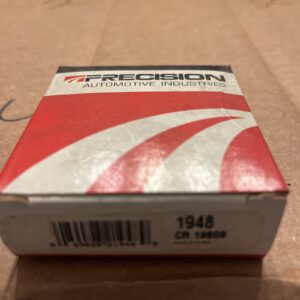 PRECISION
AUTOMOTIVE INDUSTRIES
1948
CR 19609